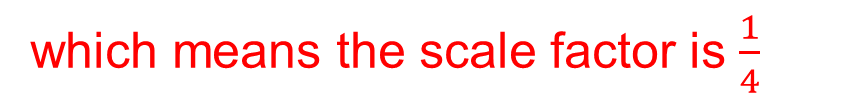 which means the scale factor is 1/4